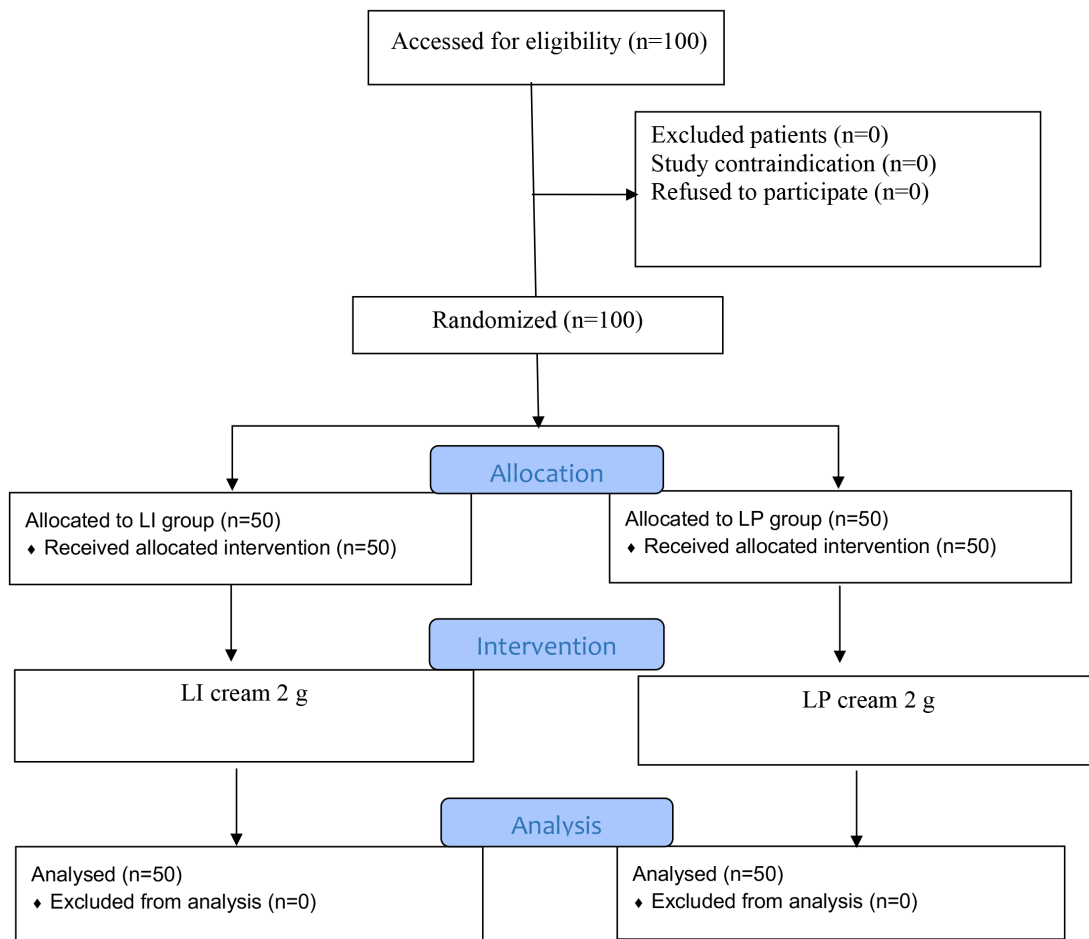 Accessed for eligibility (n=100)
Excluded patients (n=0)
Study contraindication (n=0)
Refused to participate (n=0)
Randomized (n=100)
Allocation
Allocated to LI group (n=50)
♦ Received allocated intervention (n=50)
Allocated to LP group (n=50)
♦ Received allocated intervention (n=50)
Intervention
LI cream 2 g
LP cream 2 g
Analysis
Analysed (n=50)
♦ Excluded from analysis (n=0)
Analysed (n=50)
♦ Excluded from analysis (n=0)